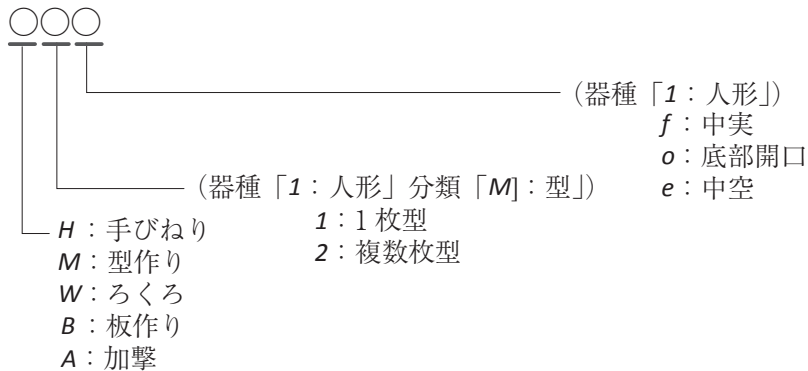 ○○○
(器種「1：人形」)
f：中実
o：底部開口
e：中空
(器種「1：人形」分類「M]：型」)
1：1枚型
2：複数枚型
H：手びねり
M：型作り
W：ろくろ
B：板作り
A：加撃